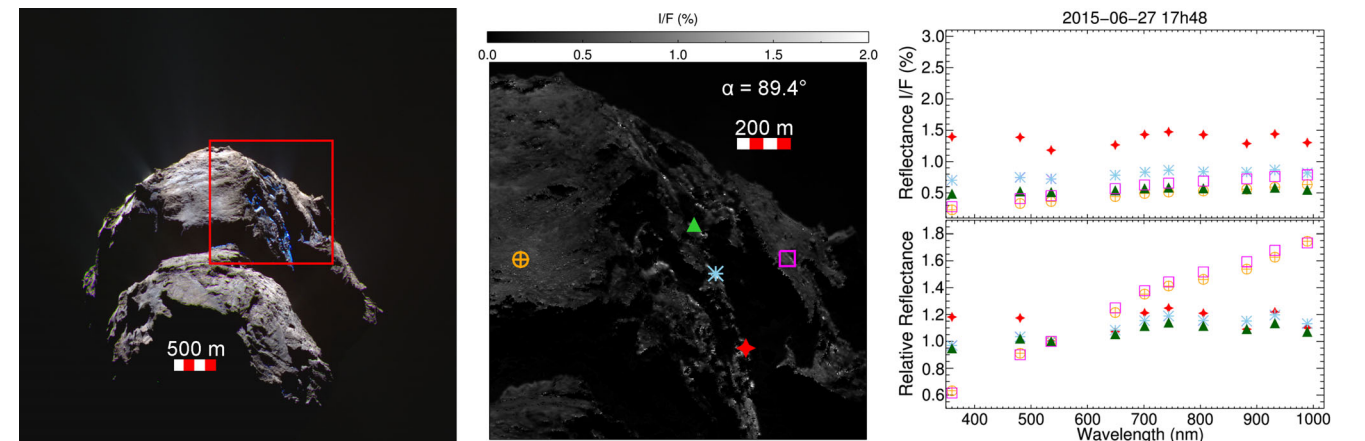 500 m
I/F (%)
0.0 0.5 1.0 1.5 2.0
α = 89.4°
200 m
2015−06−27 17h48
Reflectance I/F (%)
3.0
2.5
2.0
1.5
1.0
0.5
Relative Reflectance
1.8
1.6
1.4
1.2
1.0
0.8
0.6
400 500 600 700 800 900 1000
Wavelength (nm)